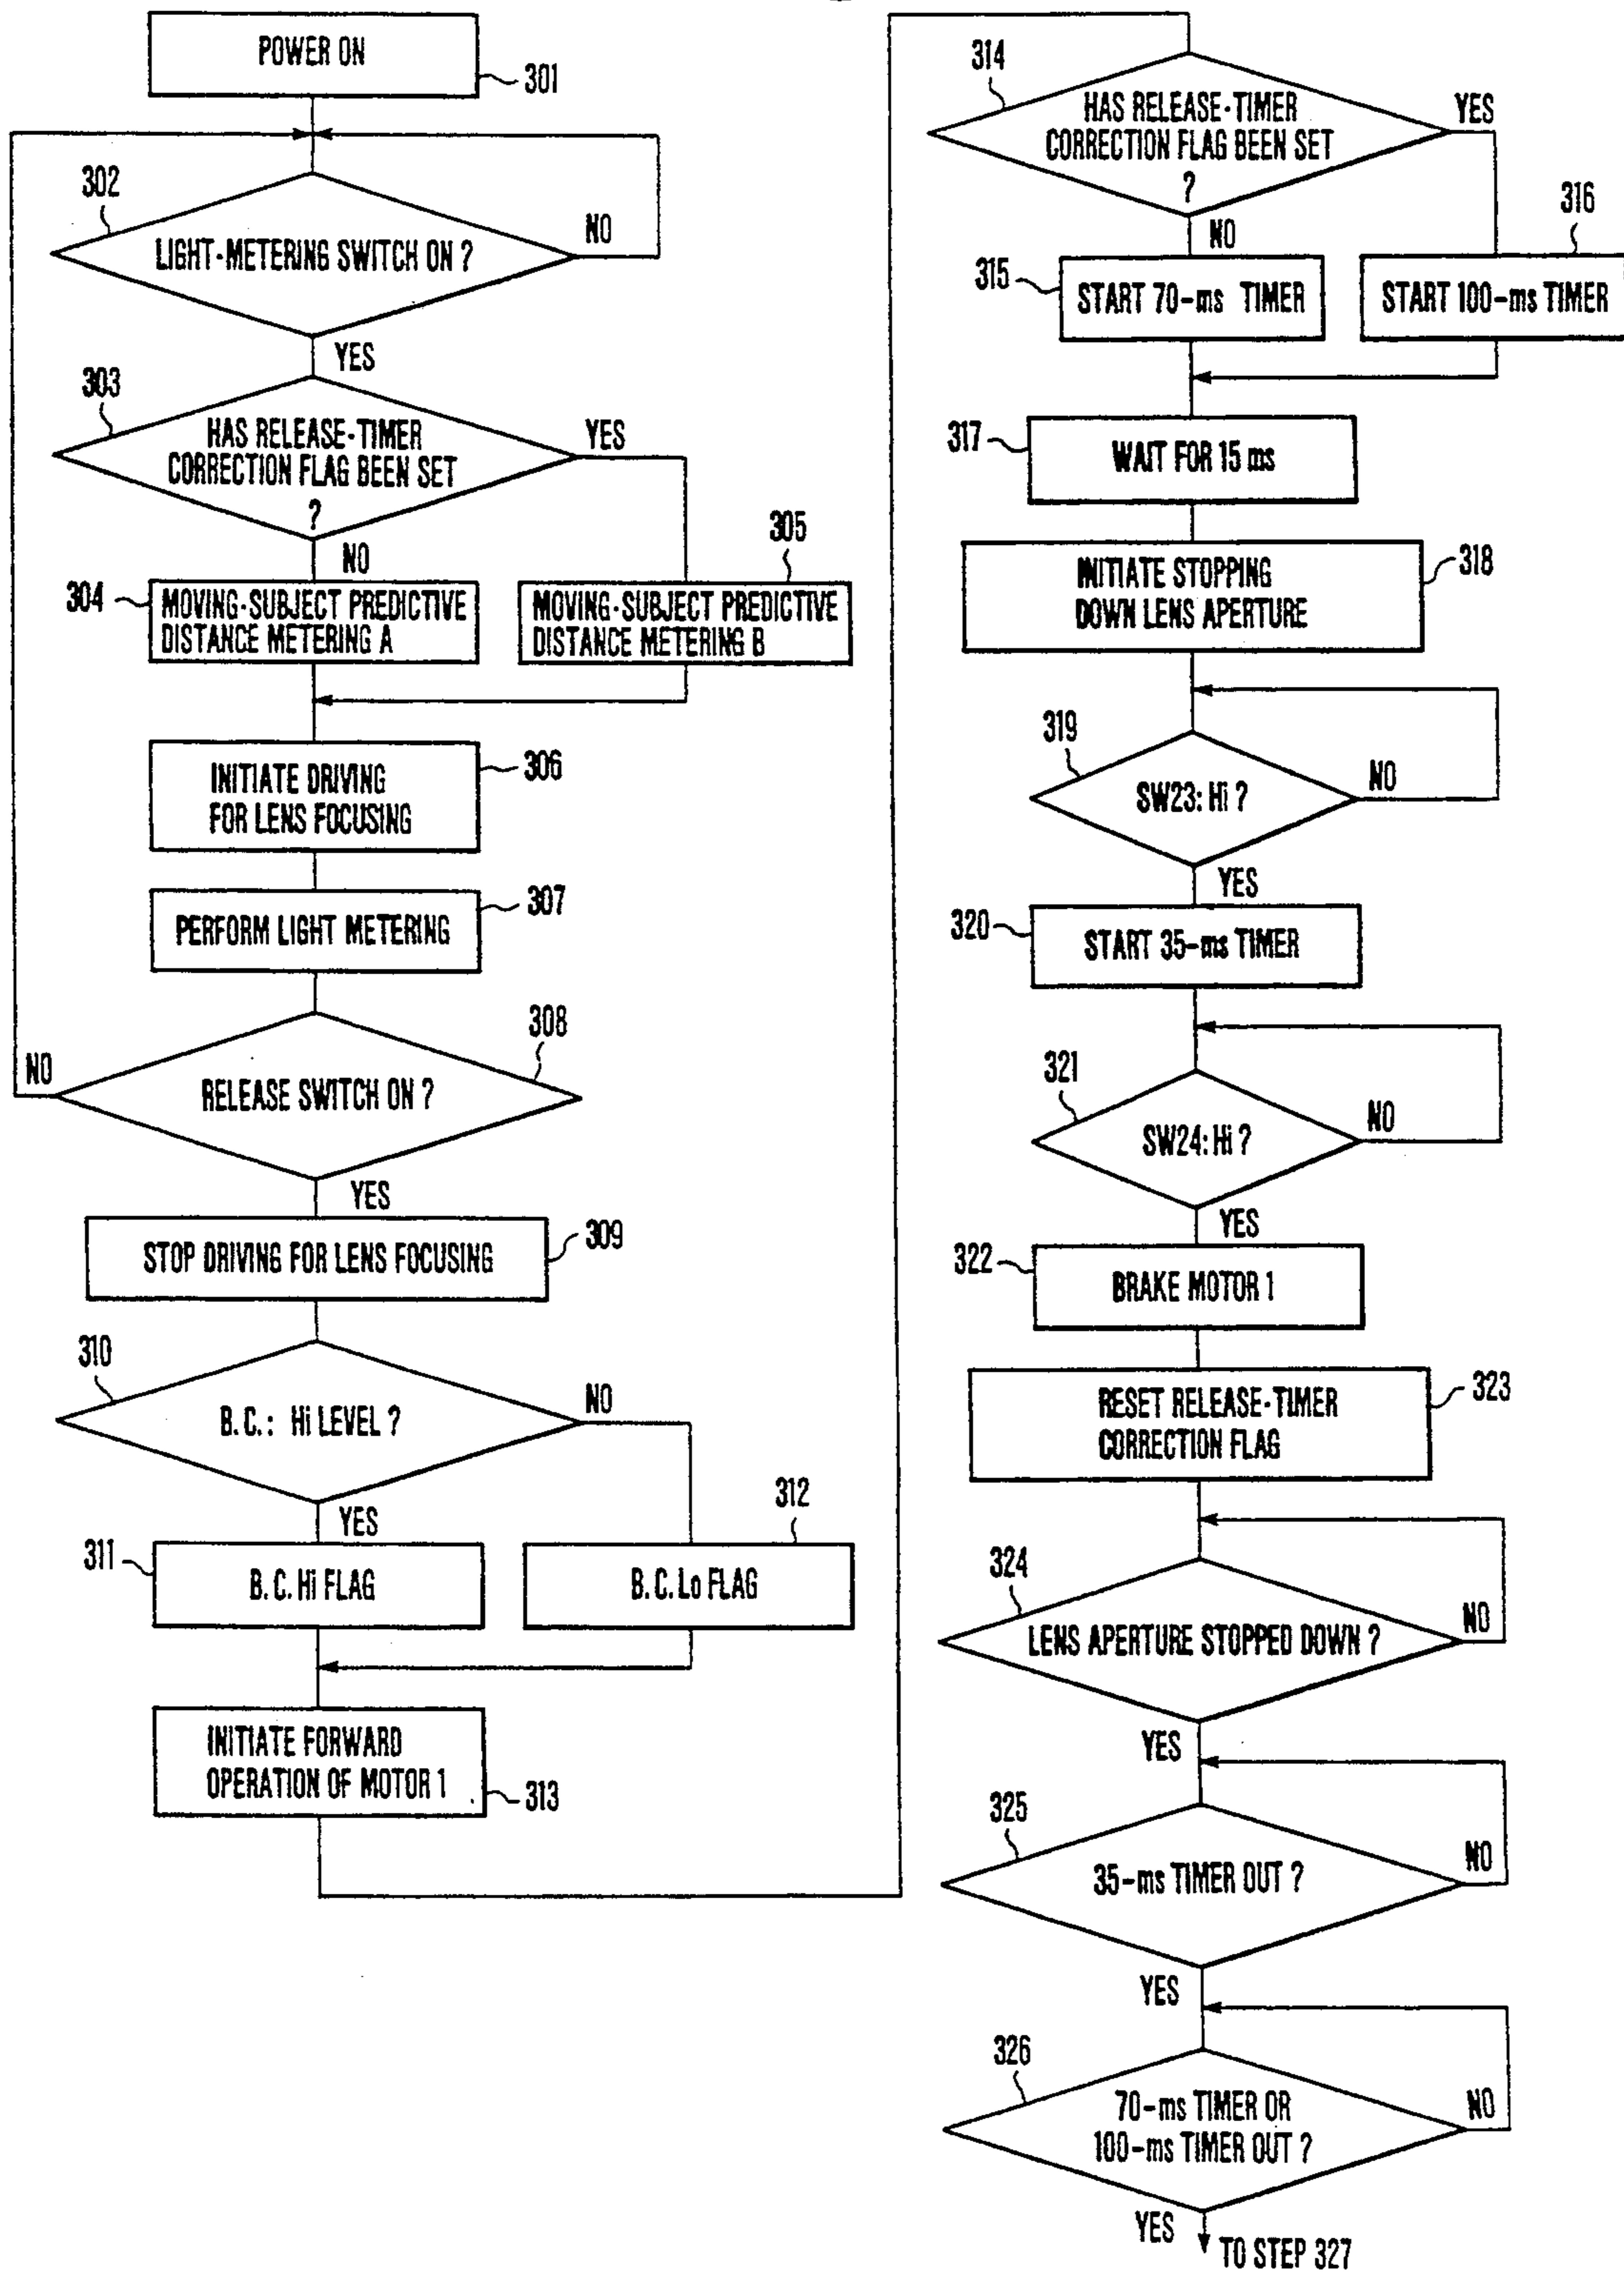 POWER ON
301
302
LIGHT-METERING SWITCH ON ?
NO
YES
303
HAS RELEASE-TIMER
CORRECTION FLAG BEEN SET
?
YES
NO
304
MOVING-SUBJECT PREDICTIVE
DISTANCE METERING A
305
MOVING-SUBJECT PREDICTIVE
DISTANCE METERING B
INITIATE DRIVING
FOR LENS FOCUSING
306
PERFORM LIGHT METERING
307
308
RELEASE SWITCH ON ?
NO
YES
STOP DRIVING FOR LENS FOCUSING
309
310
B.C.: Hi LEVEL ?
NO
YES
311
B.C. Hi FLAG
312
B.C. Lo FLAG
INITIATE FORWARD
OPERATION OF MOTOR 1
313
314
HAS RELEASE-TIMER
CORRECTION FLAG BEEN SET
?
YES
NO
315
START 70-ms TIMER
316
START 100-ms TIMER
317
WAIT FOR 15 ms
INITIATE STOPPING
DOWN LENS APERTURE
318
319
SW23: Hi ?
NO
YES
320
START 35-ms TIMER
321
SW24: Hi ?
NO
YES
322
BRAKE MOTOR 1
RESET RELEASE-TIMER
CORRECTION FLAG
323
324
LENS APERTURE STOPPED DOWN ?
NO
YES
325
35-ms TIMER OUT ?
NO
YES
326
70-ms TIMER OR
100-ms TIMER OUT ?
NO
YES
TO STEP 327